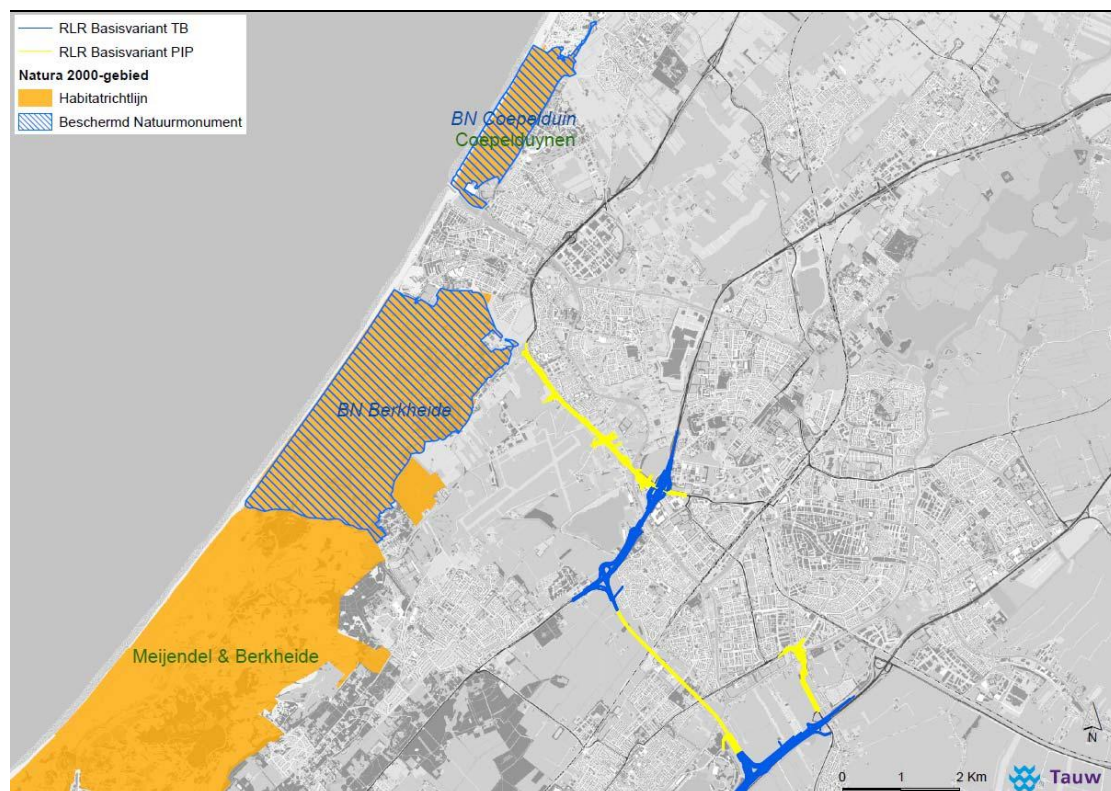 RLR Basisvariant TB
RLR Basisvariant PIP
Natura 2000-gebied
Habitatrichtlijn
Beschermd Natuurmonument
BN Coepelduin
Coepelduynen
BN Berkheide
Meijendel & Berkheide
N
0 1 2 Km
Tauw